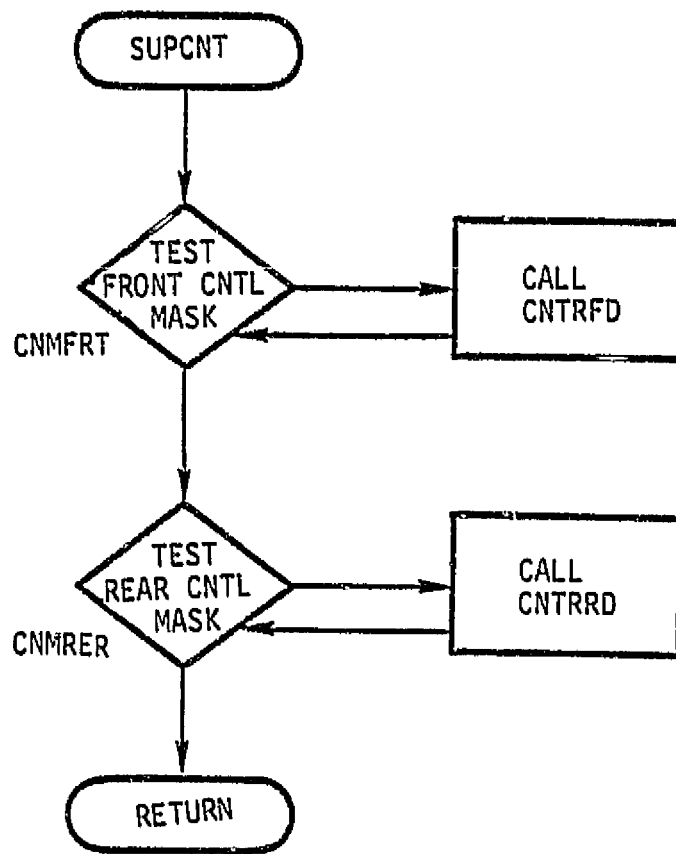 SUPCNT
TEST
FRONT CNTL
MASK
CNMFRT
CALL
CNTRFD
TEST
REAR CNTL
MASK
CNMRER
CALL
CNTRRD
RETURN